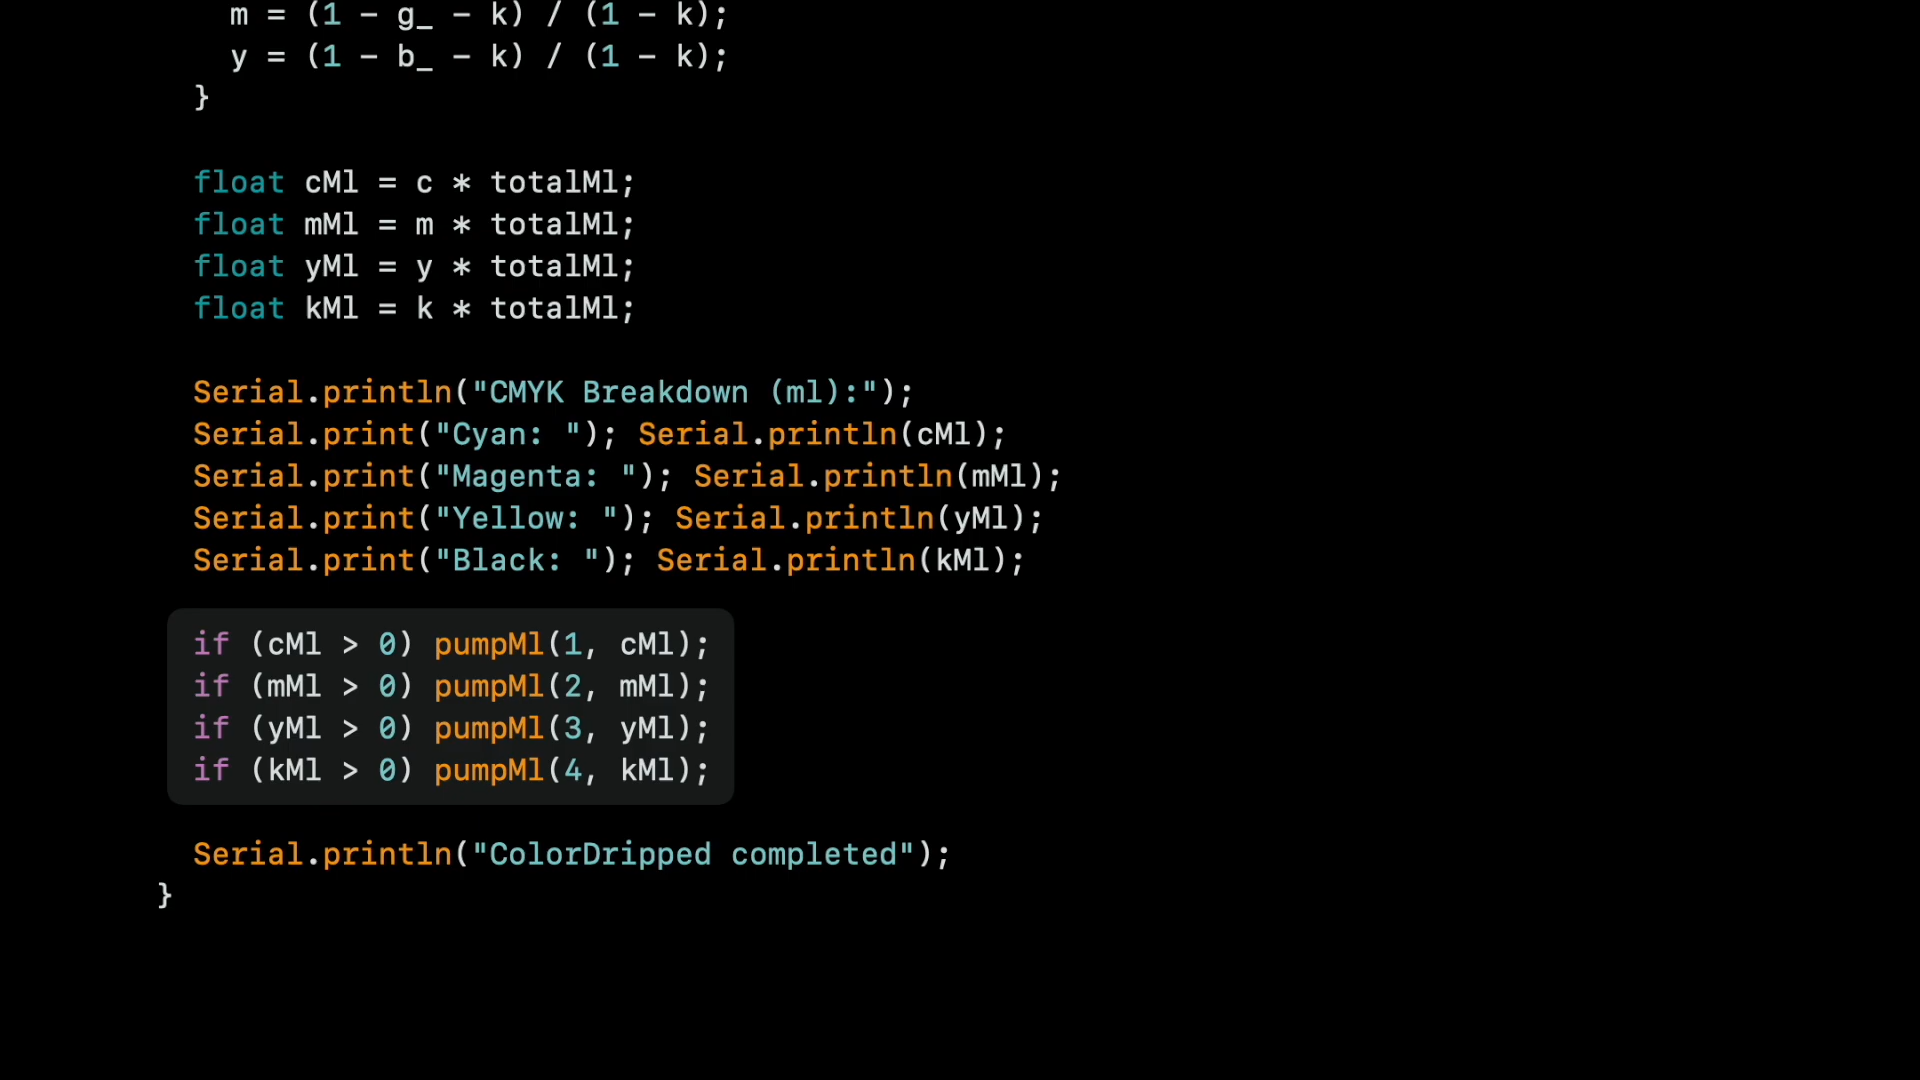 m = (1 - g_ - k) / (1 - k);
y = (1 - b_ - k) / (1 - k);
}
float cMl = c * totalMl;
float mMl = m * totalMl;
float yMl = y * totalMl;
float kMl = k * totalMl;
Serial.println("CMYK Breakdown (ml):");
Serial.print("Cyan: "); Serial.println(cMl);
Serial.print("Magenta: "); Serial.println(mMl);
Serial.print("Yellow: "); Serial.println(yMl);
Serial.print("Black: "); Serial.println(kMl);
if (cMl > 0) pumpMl(1, cMl);
if (mMl > 0) pumpMl(2, mMl);
if (yMl > 0) pumpMl(3, yMl);
if (kMl > 0) pumpMl(4, kMl);
Serial.println("ColorDripped completed");
}